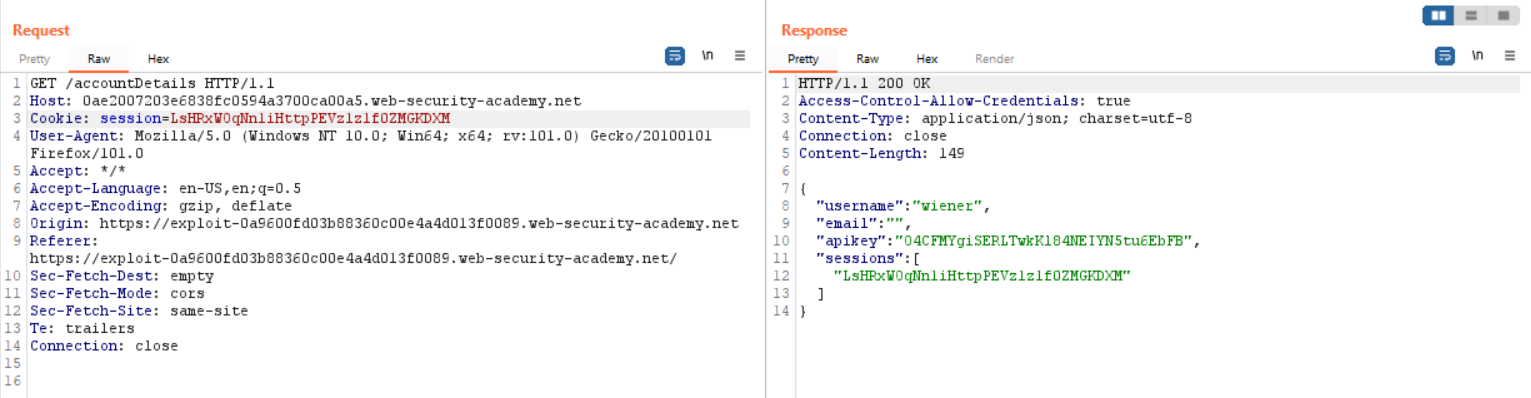 Request
Pretty Raw Hex \n
1 GET /accountDetails HTTP/1.1
2 Host: 0ae2007203e6838fc0594a3700ca00a5.web-security-academy.net
3 Cookie: session=LsHRxW0qNnliHttpPEVzlzlf0ZMGKDXM
4 User-Agent: Mozilla/5.0 (Windows NT 10.0; Win64; x64; rv:101.0) Gecko/20100101
Firefox/101.0
5 Accept: */*
6 Accept-Language: en-US,en;q=0.5
7 Accept-Encoding: gzip, deflate
8 Origin: https://exploit-0a9600fd03b88360c00e4a4d013f0089.web-security-academy.net
9 Referer:
https://exploit-0a9600fd03b88360c00e4a4d013f0089.web-security-academy.net/
10 Sec-Fetch-Dest: empty
11 Sec-Fetch-Mode: cors
12 Sec-Fetch-Site: same-site
13 Te: trailers
14 Connection: close
15
16
Response
Pretty Raw Hex Render \n
1 HTTP/1.1 200 OK
2 Access-Control-Allow-Credentials: true
3 Content-Type: application/json; charset=utf-8
4 Connection: close
5 Content-Length: 149
6
7 {
8 "username":"wiener",
9 "email":"",
10 "apikey":"04CFMYgiSERLTwkKl84NEIYN5tu6EbFB",
11 "sessions":[
12 "LsHRxW0qNnliHttpPEVzlzlf0ZMGKDXM"
13 ]
14 }